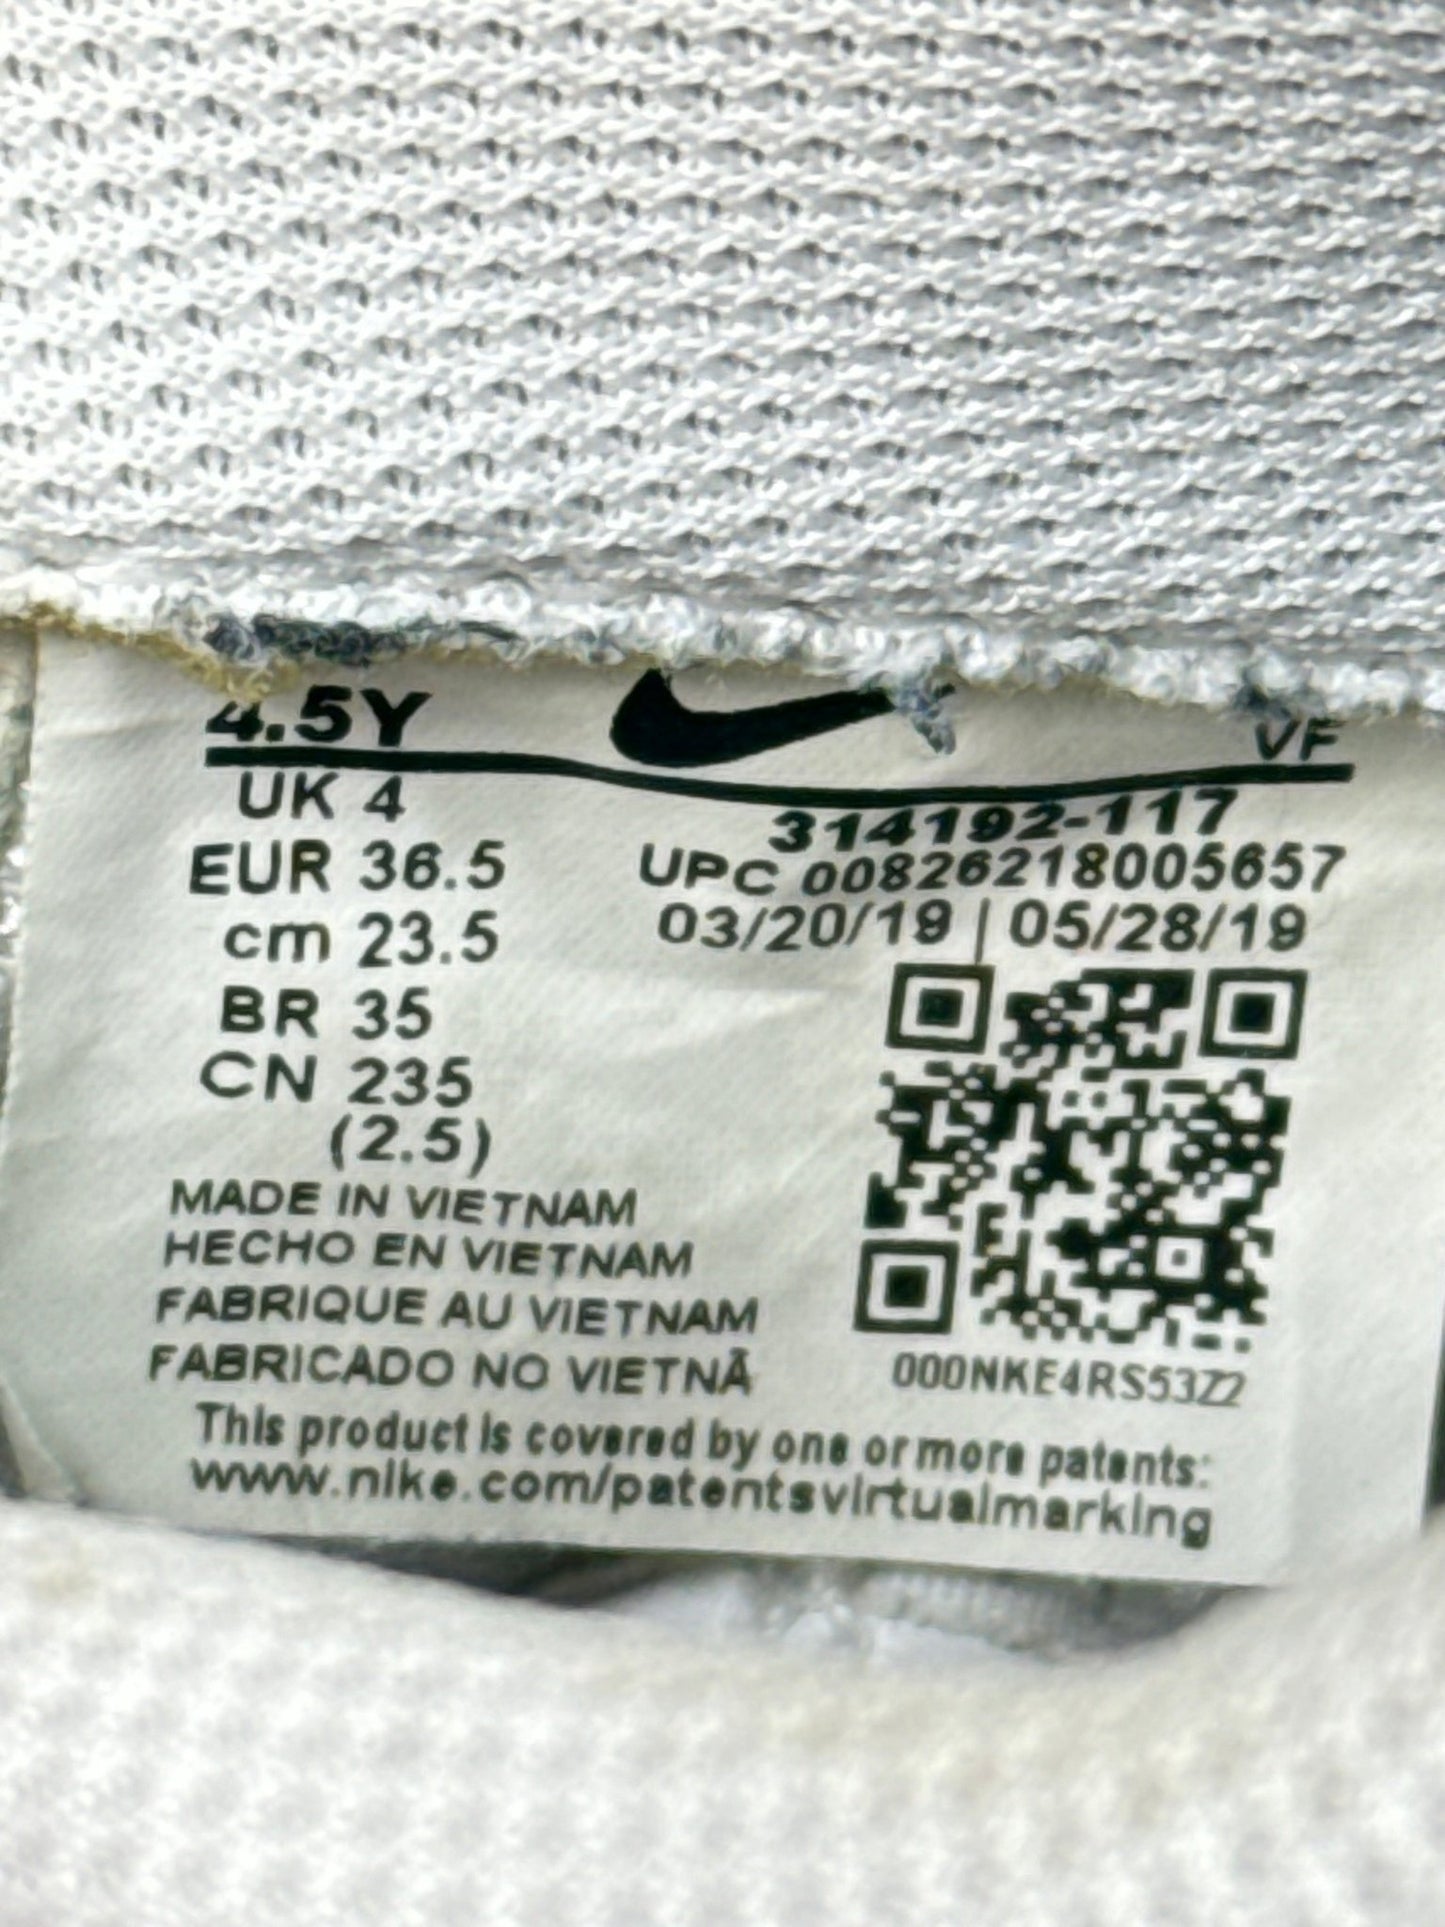 4.5Y
VF
UK 4
314192-117
EUR 36.5
UPC 00826218005657
cm 23.5
03/20/19 | 05/28/19
BR 35
CN 235
(2.5)
MADE IN VIETNAM
HECHO EN VIETNAM
FABRIQUE AU VIETNAM
FABRICADO NO VIETNÃ
000NKE4RS53Z2
This product is covered by one or more patents:
www.nike.com/patentsvirtualmarking